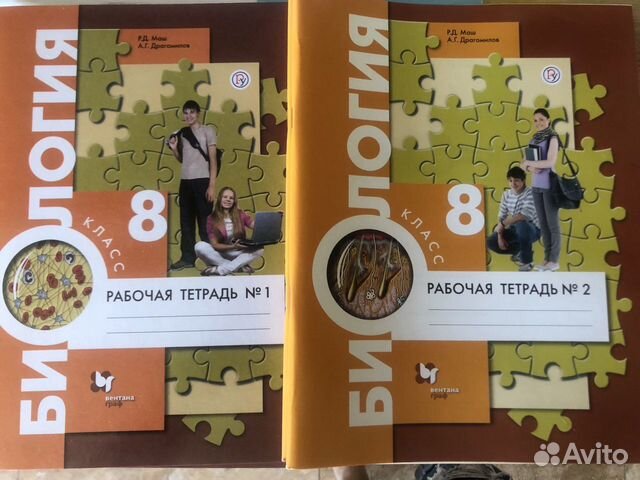 Р.Д. Маш
А.Г. Драгомилов
БИОЛОГИЯ
8
КЛАСС
РАБОЧАЯ ТЕТРАДЬ № 1
вентана
граф
Р.Д. Маш
А.Г. Драгомилов
БИОЛОГИЯ
8
КЛАСС
РАБОЧАЯ ТЕТРАДЬ № 2
вентана
граф
Avito